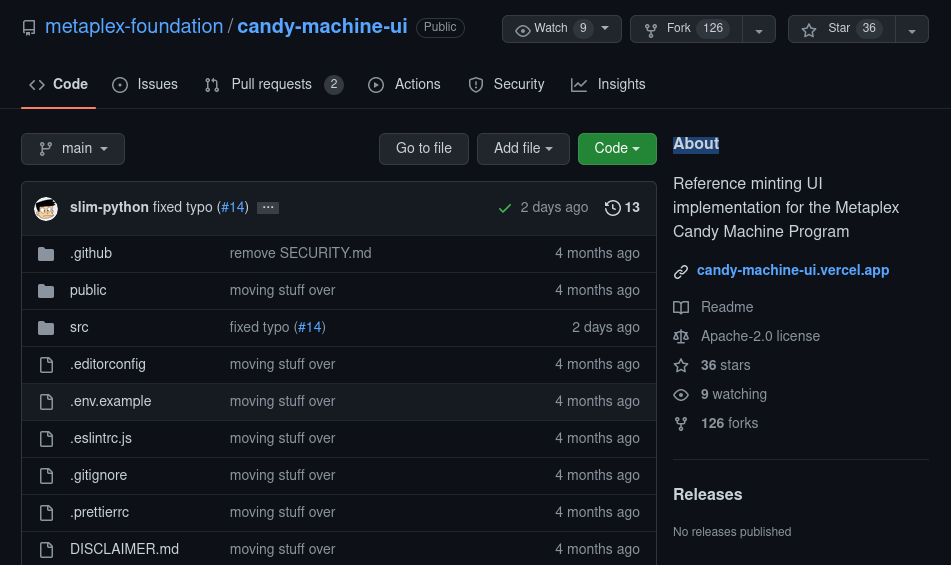 metaplex-foundation / candy-machine-ui Public
Watch 9 Fork 126 Star 36
Code Issues Pull requests 2 Actions Security Insights
main Go to file Add file Code
slim-python fixed typo (#14) ... 2 days ago 13
.github remove SECURITY.md 4 months ago
public moving stuff over 4 months ago
src fixed typo (#14) 2 days ago
.editorconfig moving stuff over 4 months ago
.env.example moving stuff over 4 months ago
.eslintrc.js moving stuff over 4 months ago
.gitignore moving stuff over 4 months ago
.prettierrc moving stuff over 4 months ago
DISCLAIMER.md moving stuff over 4 months ago
About
Reference minting UI
implementation for the Metaplex
Candy Machine Program
candy-machine-ui.vercel.app
Readme
Apache-2.0 license
36 stars
9 watching
126 forks
Releases
No releases published